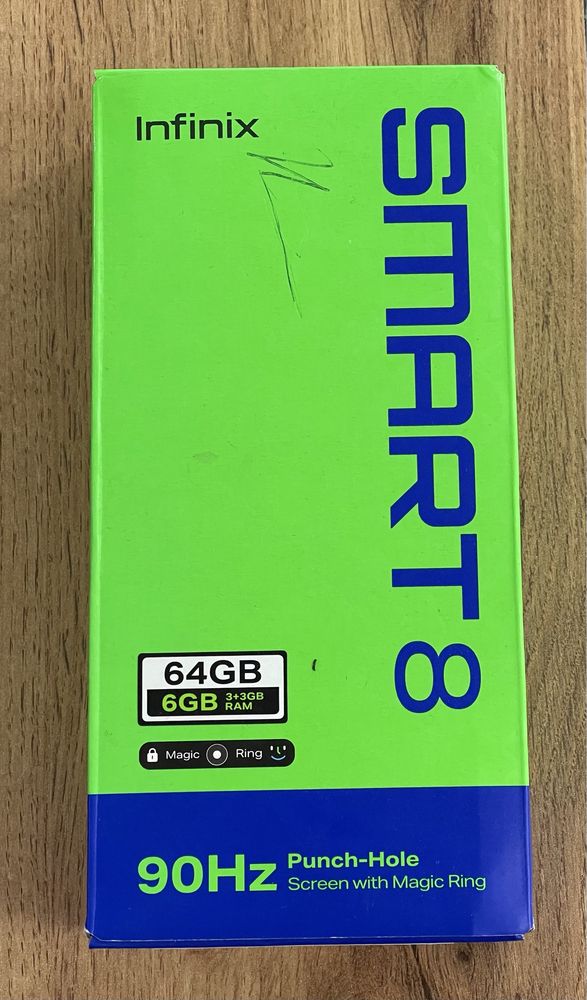 Infinix
SMART 8
64GB
6GB 3+3GB RAM
Magic Ring
90Hz Punch-Hole
Screen with Magic Ring